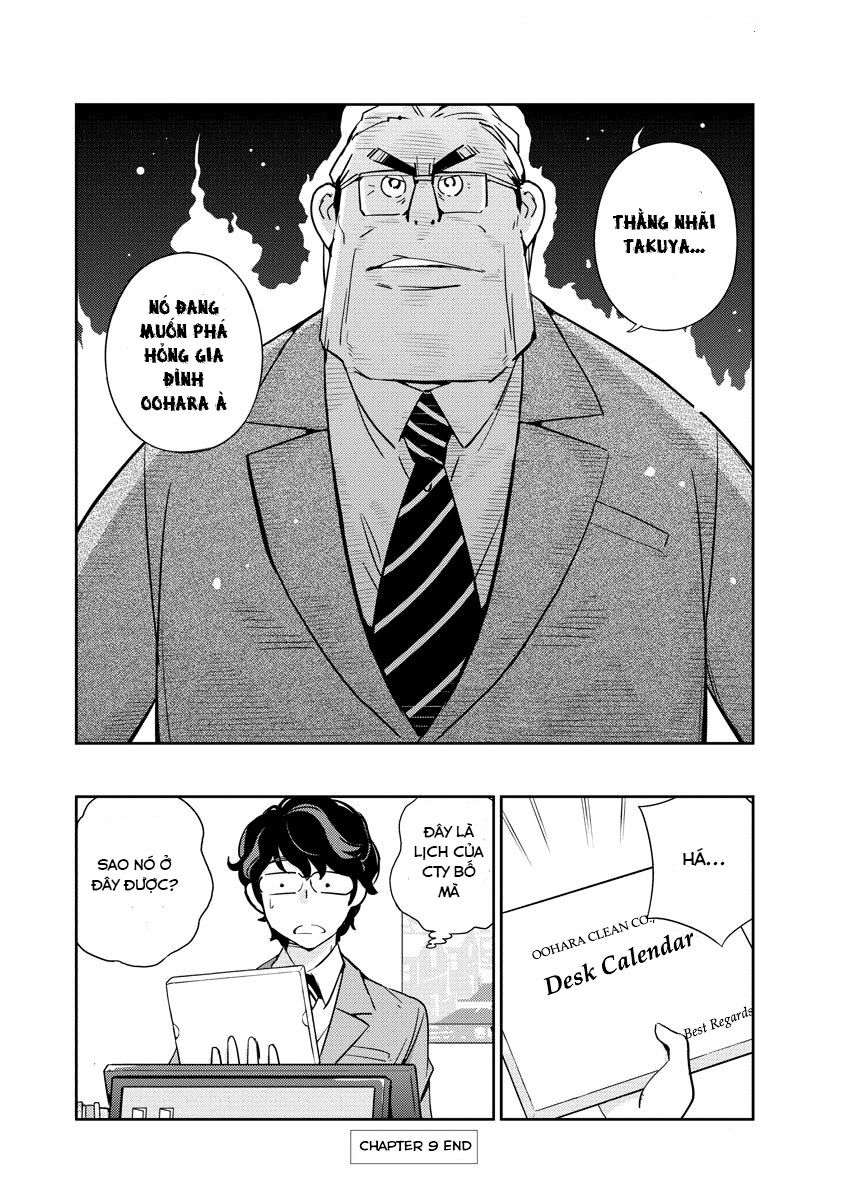 THẰNG NHÃI
TAKUYA...
NÓ ĐANG
MUỐN PHÁ
HỎNG GIA
ĐÌNH
OOHARA À
HÁ...
OOHARA CLEAN CO.,
Desk Calendar
Best Regards
ĐÂY LÀ
LỊCH CỦA
CTY BỐ
MÀ
SAO NÓ Ở
ĐÂY ĐƯỢC?
CHAPTER 9 END